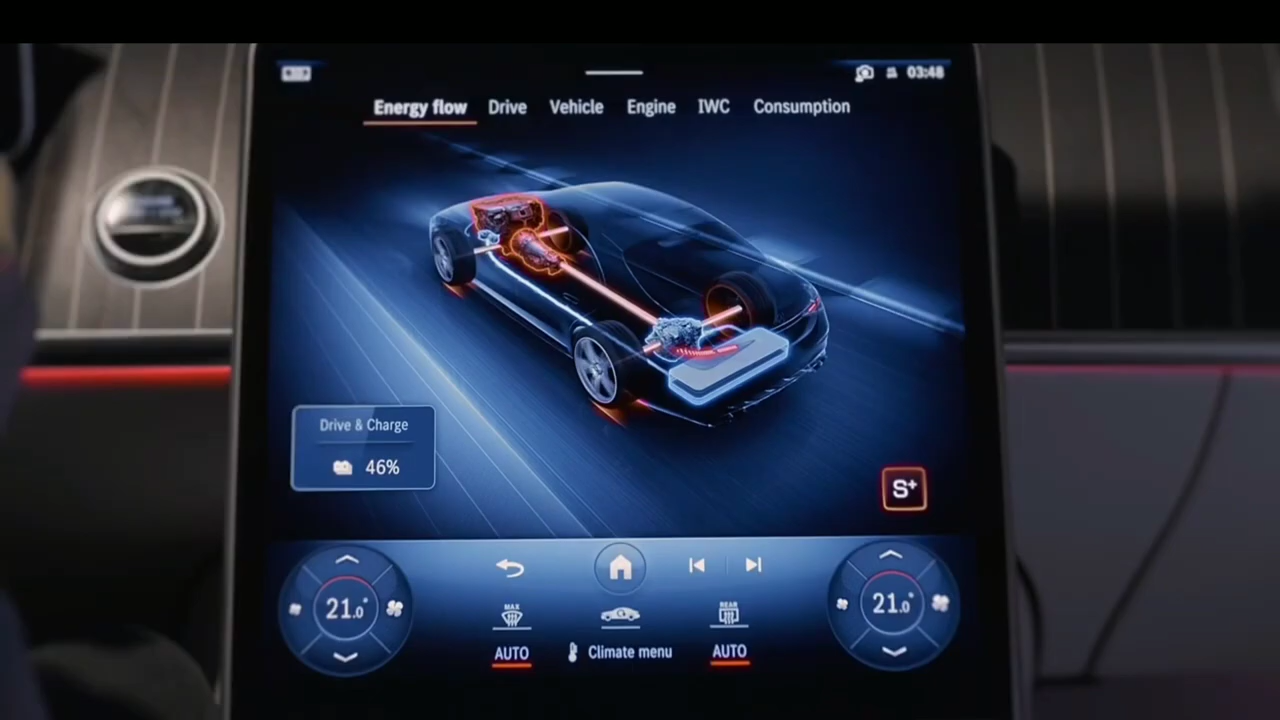 03:48
Energy flow Drive Vehicle Engine IWC Consumption
Drive & Charge
46%
S+
21.0° 21.0°
MAX REAR
AUTO Climate menu AUTO